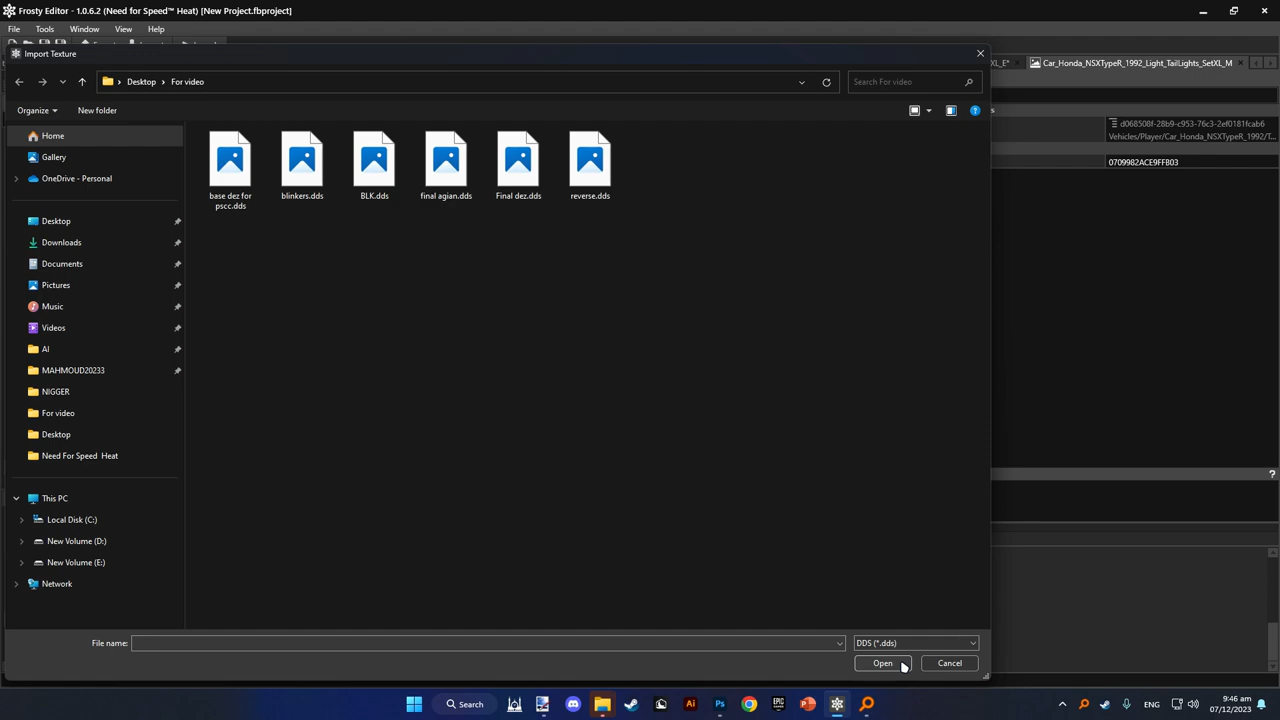 Frosty Editor - 1.0.6.2 (Need for Speed™ Heat) [New Project.fbproject]
File Tools Window View Help
Import Texture
XL_E*
Car_Honda_NSXTypeR_1992_Light_TailLights_SetXL_M
Desktop For video
Search For video
Organize New folder
d068508f-28b9-c953-76c3-2ef0181fcab6
Vehicles/Player/Car_Honda_NSXTypeR_1992/T...
0709982ACE9FFB03
Home
Gallery
OneDrive - Personal
Desktop
Downloads
Documents
Pictures
Music
Videos
AI
MAHMOUD20233
NIGGER
For video
Desktop
Need For Speed Heat
This PC
Local Disk (C:)
New Volume (D:)
New Volume (E:)
Network
base dez for
pscc.dds
blinkers.dds
BLK.dds
final agian.dds
Final dez.dds
reverse.dds
File name:
DDS (*.dds)
Open
Cancel
Search
ENG
9:46 am
07/12/2023